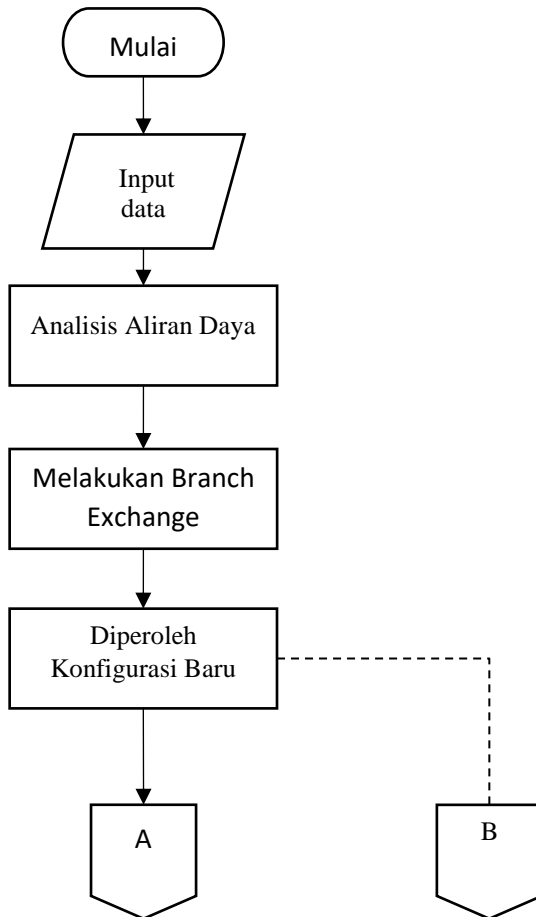 Mulai
Input
data
Analisis Aliran Daya
Melakukan Branch
Exchange
Diperoleh
Konfigurasi Baru
A
B